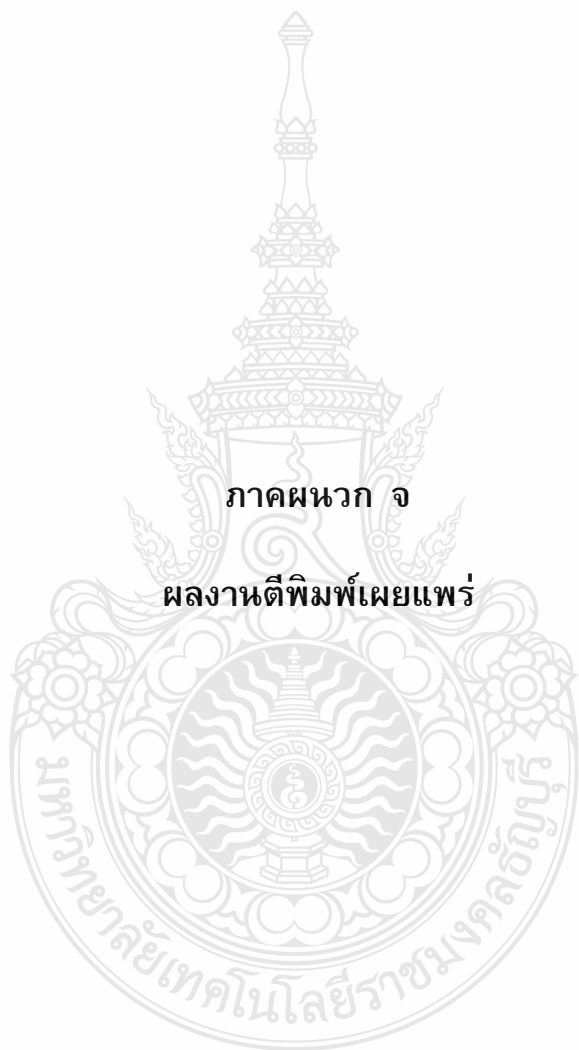 ภาคผนวก จ
ผลงานตีพิมพ์เผยแพร่
มหาวิทยาลัยเทคโนโลยีราชมงคลธัญบุรี